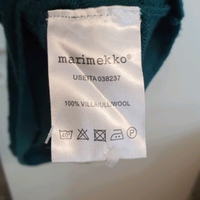 marimekko®
USEITA 038237
100% VILLA/ULL/WOOL